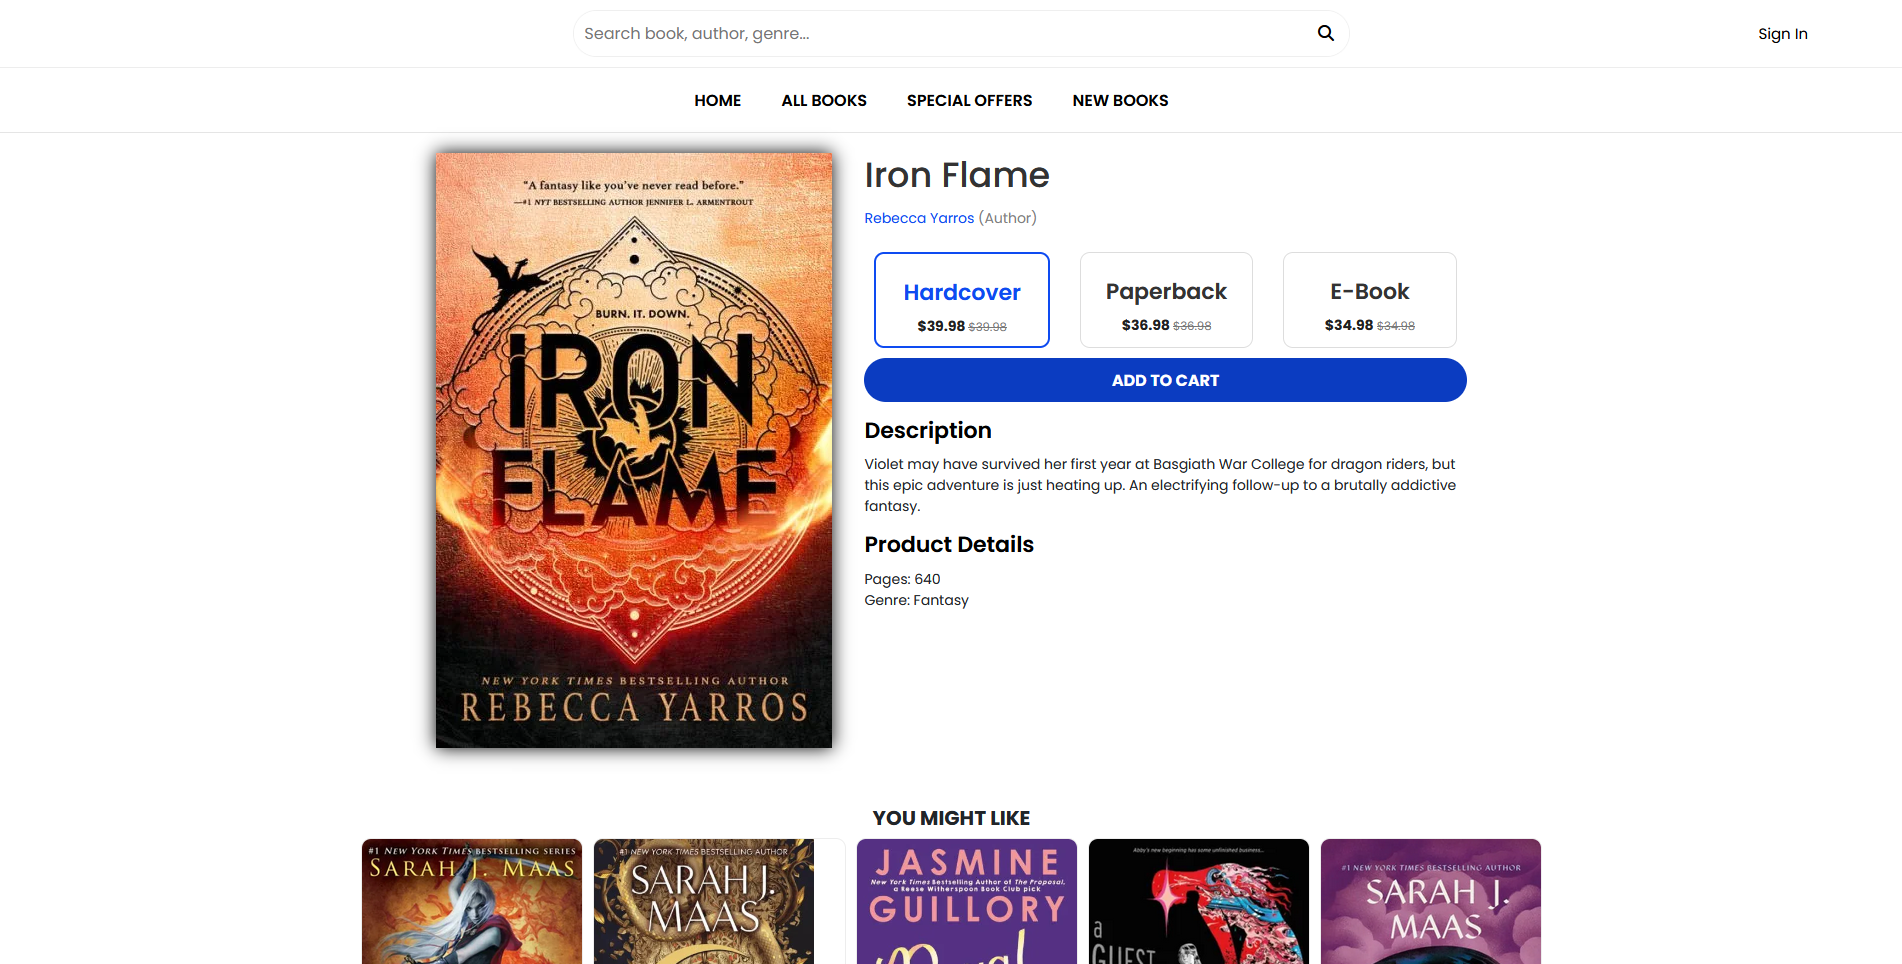 Search book, author, genre...
Sign In
HOME
ALL BOOKS
SPECIAL OFFERS
NEW BOOKS
"A fantasy like you've never read before."
—#1 NYT BESTSELLING AUTHOR JENNIFER L. ARMENTROUT
BURN. IT. DOWN.
IRON
FLAME
NEW YORK TIMES BESTSELLING AUTHOR
REBECCA YARROS
Iron Flame
Rebecca Yarros (Author)
Hardcover
$39.98 $39.98
Paperback
$36.98 $36.98
E-Book
$34.98 $34.98
ADD TO CART
Description
Violet may have survived her first year at Basgiath War College for dragon riders, but
this epic adventure is just heating up. An electrifying follow-up to a brutally addictive
fantasy.
Product Details
Pages: 640
Genre: Fantasy
YOU MIGHT LIKE
#1 NEW YORK TIMES BESTSELLING SERIES
SARAH J. MAAS
#1 NEW YORK TIMES BESTSELLING AUTHOR
SARAH J.
MAAS
JASMINE
New York Times Bestselling Author of The Proposal,
a Reese Witherspoon Book Club pick
GUILLORY
Abby's new beginning has some unfinished business...
a
GUEST
#1 NEW YORK TIMES BESTSELLING AUTHOR
SARAH J.
MAAS